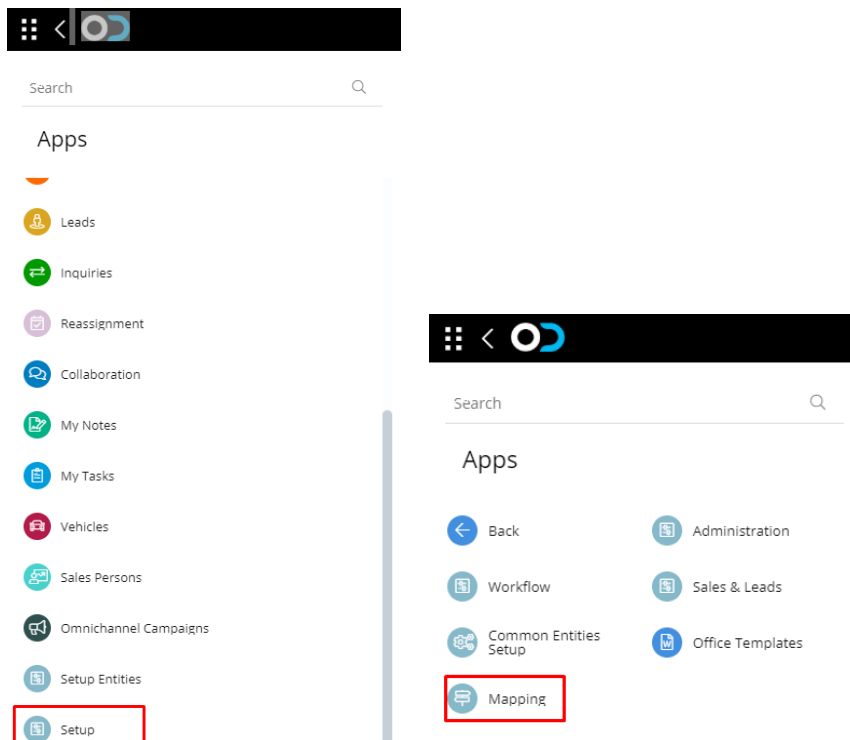 Search
Apps
Leads
Inquiries
Reassignment
Collaboration
My Notes
My Tasks
Vehicles
Sales Persons
Omnichannel Campaigns
Setup Entities
Setup
Search
Apps
Back
Administration
Workflow
Sales & Leads
Common Entities
Setup
Office Templates
Mapping